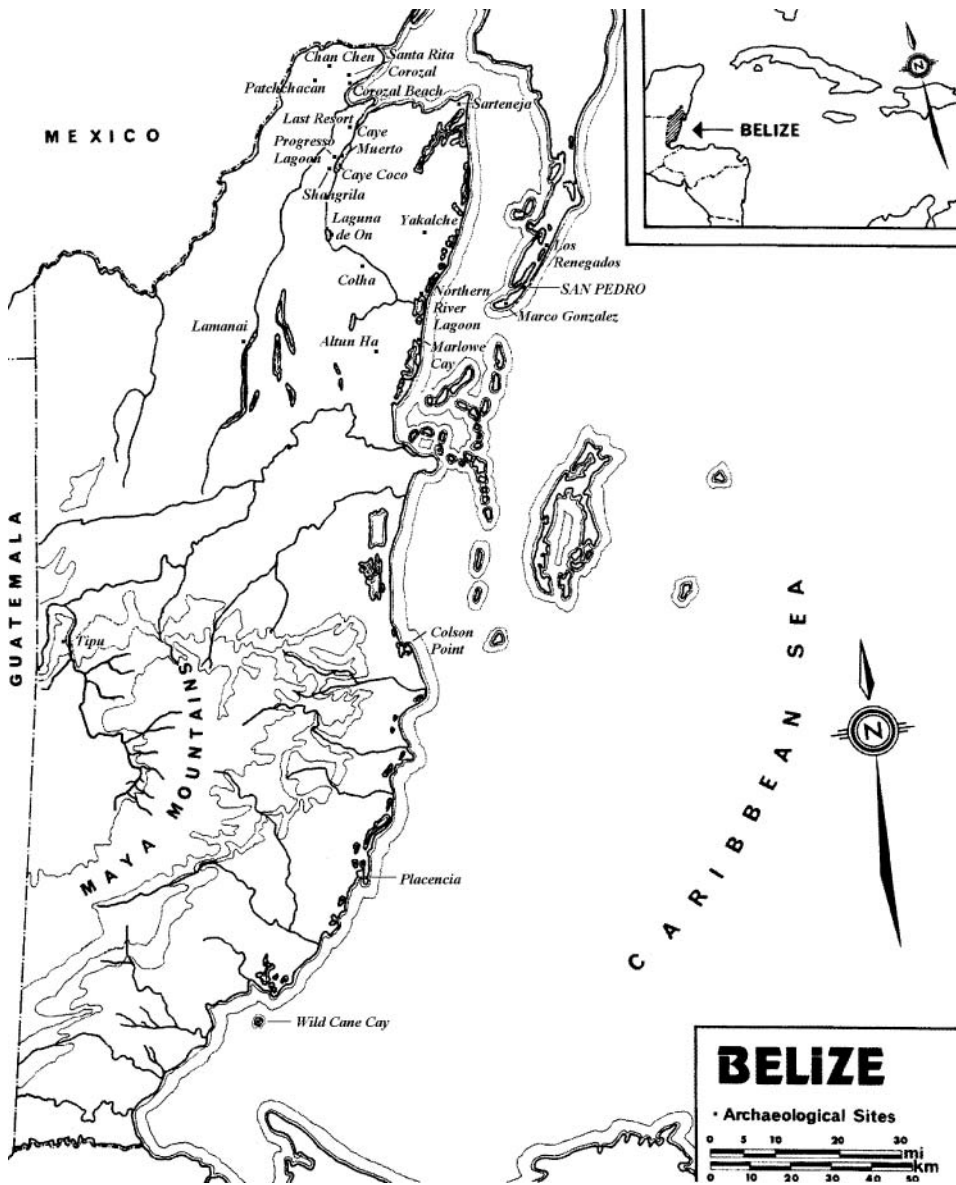 Chan Chen
Santa Rita
Corozal
Patchchacan
Corozal Beach
Sarteneja
MEXICO
Last Resort
Caye
Muerto
Progresso
Lagoon
Caye Coco
Shangrila
Laguna
de On
Yakalche
Los
Renegados
Colha
Northern
River
Lagoon
SAN PEDRO
Marco Gonzalez
Lamanai
Altun Ha
Marlowe
Cay
N
BELIZE
GUATEMALA
Tipu
Colson
Point
MAYA MOUNTAINS
CARIBBEAN SEA
N
Placencia
Wild Cane Cay
BELIZE
Archaeological Sites
0 5 10 20 30
mi
km
0 10 20 30 40 50